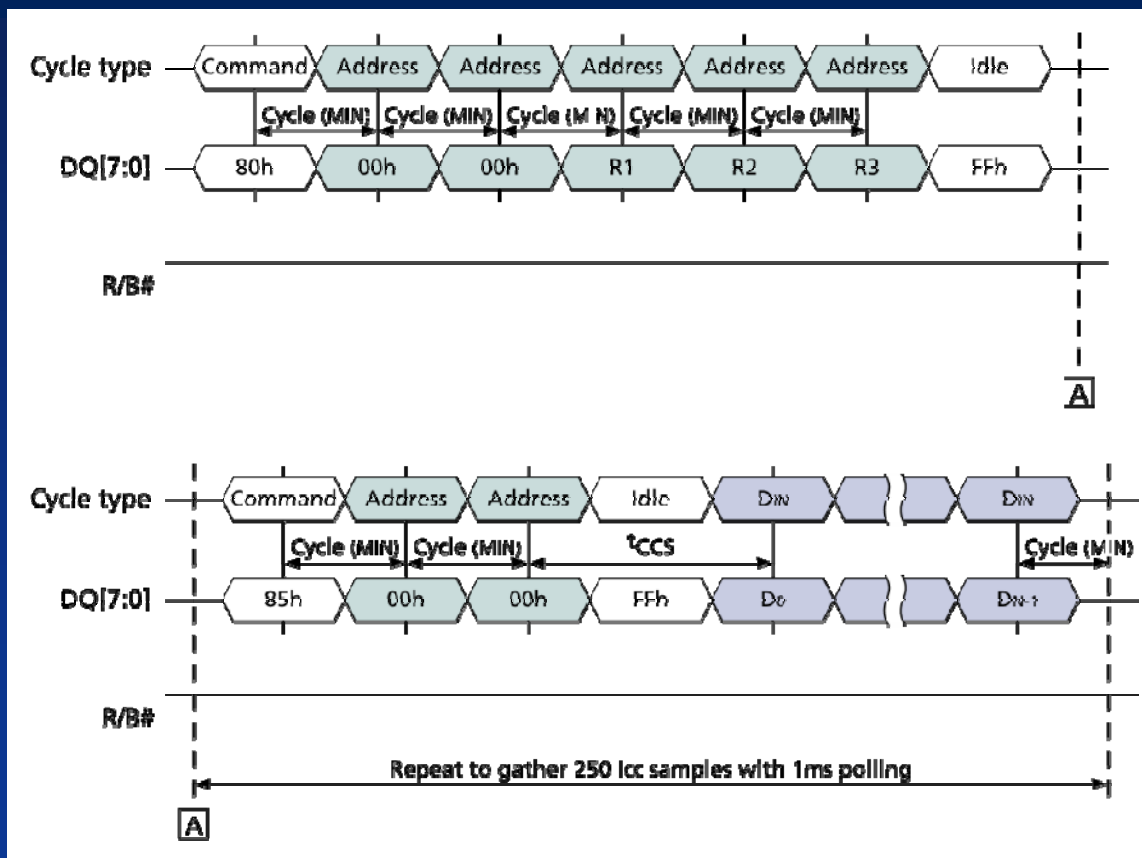 Cycle type Command Address Address Address Address Address Idle
Cycle (MIN) Cycle (MIN) Cycle (M N) Cycle (MIN) Cycle (MIN)
DQ[7:0] 80h 00h 00h R1 R2 R3 FFh
R/B#
A
Cycle type Command Address Address Idle DIN DIN
Cycle (MIN) Cycle (MIN) tCCS Cycle (MIN)
DQ[7:0] 85h 00h 00h FFh D0 DN-1
R/B#
Repeat to gather 250 Icc samples with 1ms polling
A